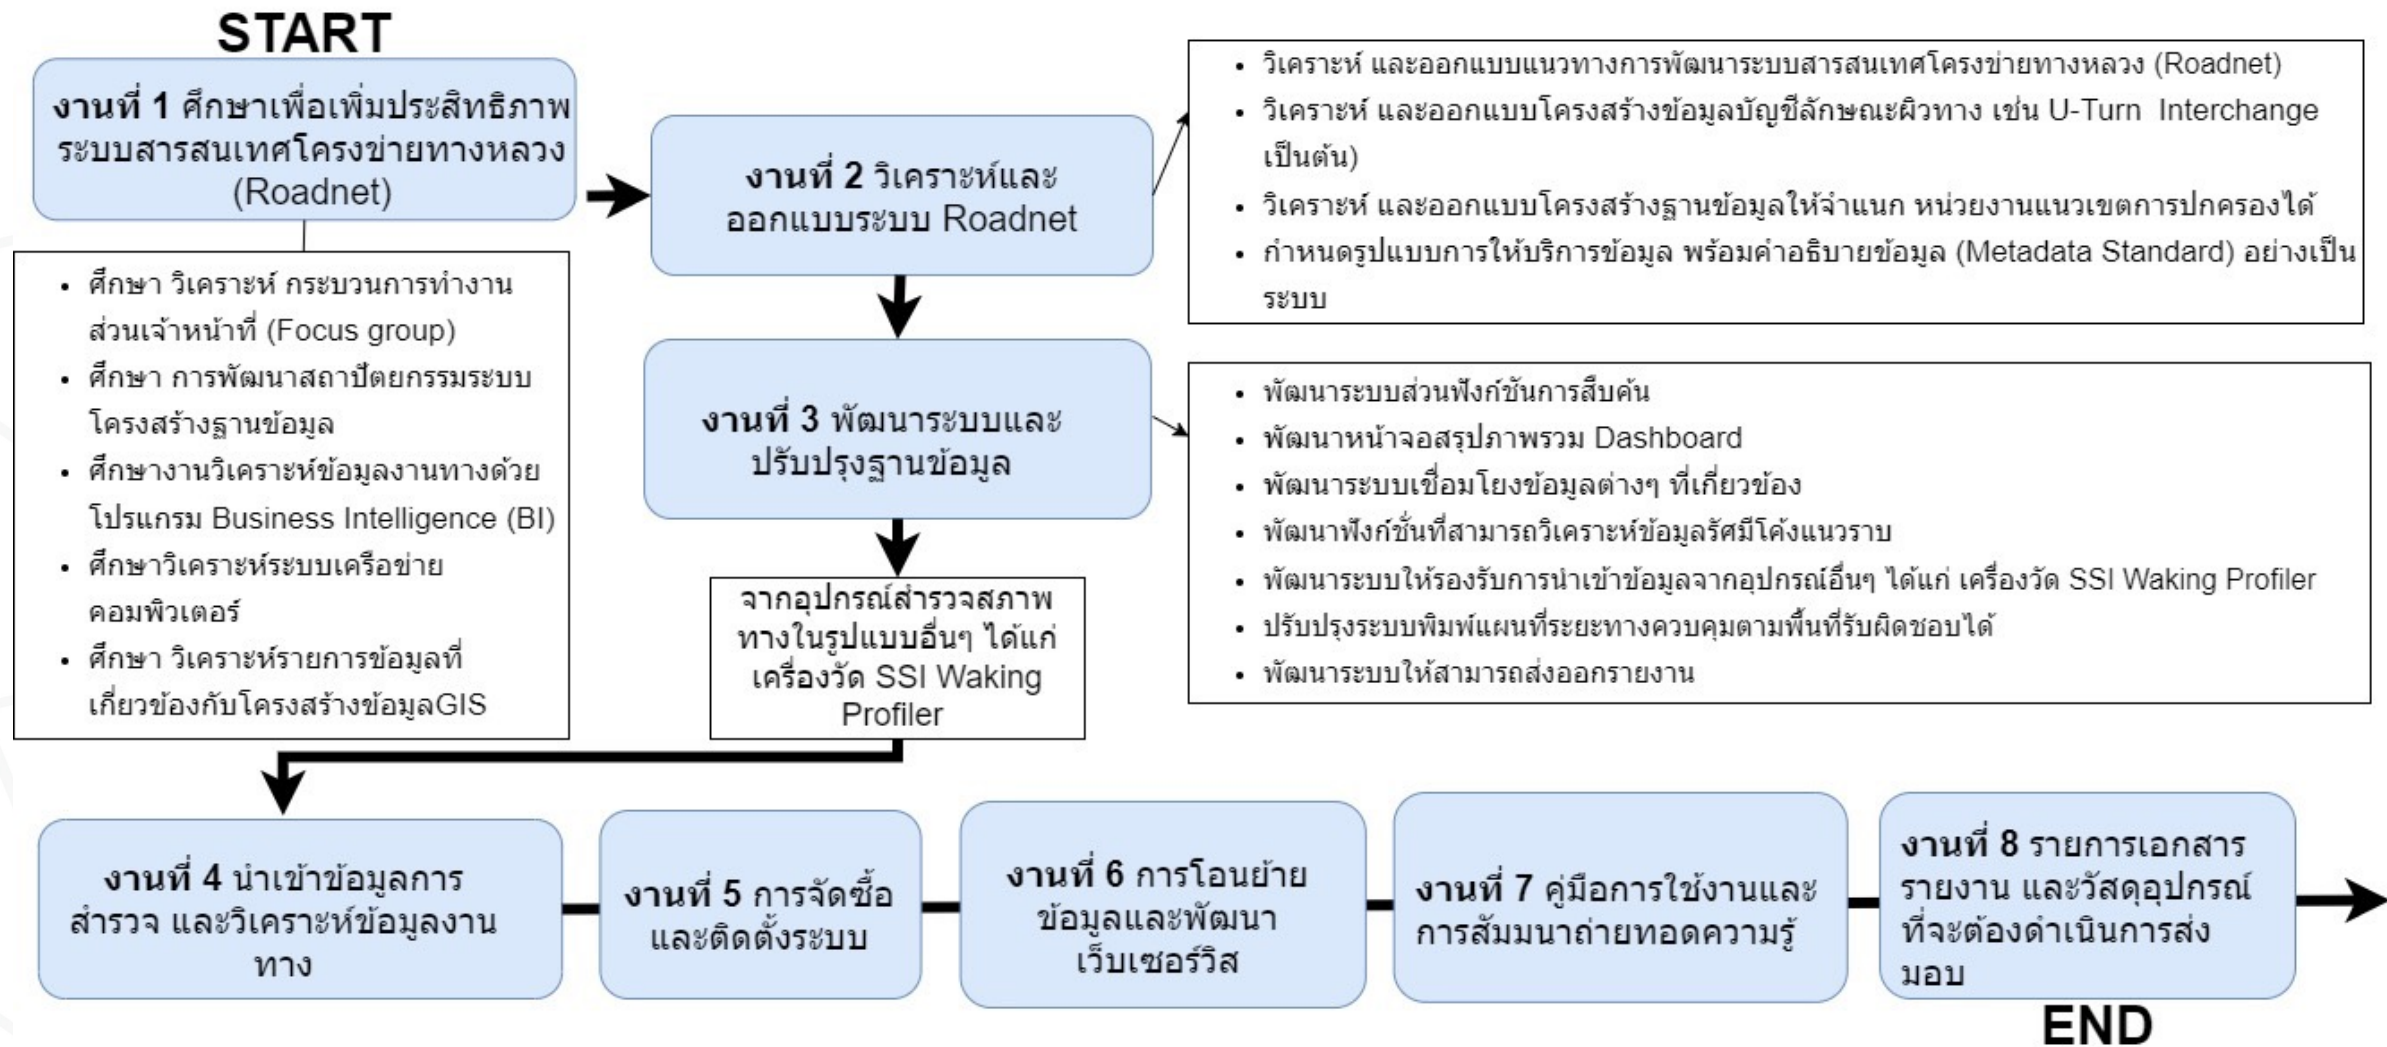 START
งานที่ 1 ศึกษาเพื่อเพิ่มประสิทธิภาพ
ระบบสารสนเทศโครงข่ายทางหลวง
(Roadnet)
• ศึกษา วิเคราะห์ กระบวนการทำงาน
ส่วนเจ้าหน้าที่ (Focus group)
• ศึกษา การพัฒนาสถาปัตยกรรมระบบ
โครงสร้างฐานข้อมูล
• ศึกษางานวิเคราะห์ข้อมูลงานทางด้วย
โปรแกรม Business Intelligence (BI)
• ศึกษาวิเคราะห์ระบบเครือข่าย
คอมพิวเตอร์
• ศึกษา วิเคราะห์รายการข้อมูลที่
เกี่ยวข้องกับโครงสร้างข้อมูลGIS
งานที่ 2 วิเคราะห์และ
ออกแบบระบบ Roadnet
• วิเคราะห์ และออกแบบแนวทางการพัฒนาระบบสารสนเทศโครงข่ายทางหลวง (Roadnet)
• วิเคราะห์ และออกแบบโครงสร้างข้อมูลบัญชีลักษณะผิวทาง เช่น U-Turn Interchange
เป็นต้น)
• วิเคราะห์ และออกแบบโครงสร้างฐานข้อมูลให้จำแนก หน่วยงานแนวเขตการปกครองได้
• กำหนดรูปแบบการให้บริการข้อมูล พร้อมคำอธิบายข้อมูล (Metadata Standard) อย่างเป็น
ระบบ
งานที่ 3 พัฒนาระบบและ
ปรับปรุงฐานข้อมูล
• พัฒนาระบบส่วนฟังก์ชันการสืบค้น
• พัฒนาหน้าจอสรุปภาพรวม Dashboard
• พัฒนาระบบเชื่อมโยงข้อมูลต่างๆ ที่เกี่ยวข้อง
• พัฒนาฟังก์ชั่นที่สามารถวิเคราะห์ข้อมูลรัศมีโค้งแนวราบ
• พัฒนาระบบให้รองรับการนำเข้าข้อมูลจากอุปกรณ์อื่นๆ ได้แก่ เครื่องวัด SSI Waking Profiler
• ปรับปรุงระบบพิมพ์แผนที่ระยะทางควบคุมตามพื้นที่รับผิดชอบได้
• พัฒนาระบบให้สามารถส่งออกรายงาน
จากอุปกรณ์สำรวจสภาพ
ทางในรูปแบบอื่นๆ ได้แก่
เครื่องวัด SSI Waking
Profiler
งานที่ 4 นำเข้าข้อมูลการ
สำรวจ และวิเคราะห์ข้อมูลงาน
ทาง
งานที่ 5 การจัดซื้อ
และติดตั้งระบบ
งานที่ 6 การโอนย้าย
ข้อมูลและพัฒนา
เว็บเซอร์วิส
งานที่ 7 คู่มือการใช้งานและ
การสัมมนาถ่ายทอดความรู้
งานที่ 8 รายการเอกสาร
รายงาน และวัสดุอุปกรณ์
ที่จะต้องดำเนินการส่ง
มอบ
END